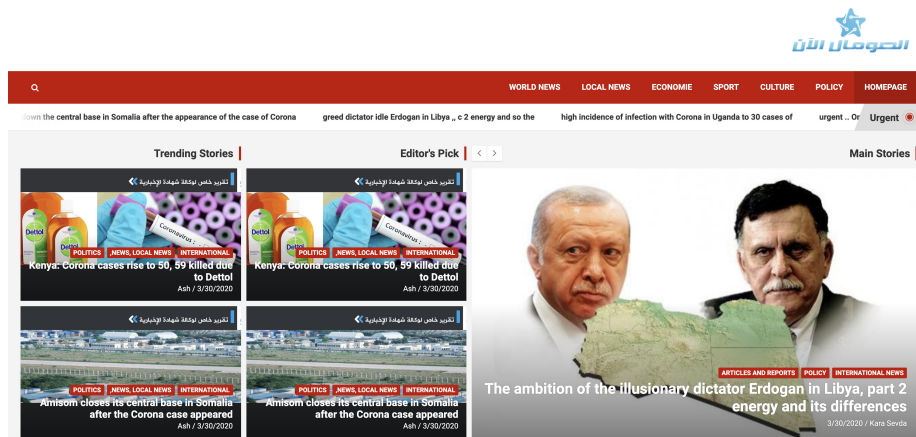 الصومال الآن
WORLD NEWS LOCAL NEWS ECONOMIE SPORT CULTURE POLICY HOMEPAGE
down the central base in Somalia after the appearance of the case of Corona greed dictator idle Erdogan in Libya ,, c 2 energy and so the high incidence of infection with Corona in Uganda to 30 cases of urgent .. Or Urgent
Trending Stories
تقرير خاص لوكالة شهادة الإخبارية
Dettol
Dettol
Coronavirus :
POLITICS ,NEWS, LOCAL NEWS INTERNATIONAL
Kenya: Corona cases rise to 50, 59 killed due
to Dettol
Ash / 3/30/2020
تقرير خاص لوكالة شهادة الإخبارية
POLITICS ,NEWS, LOCAL NEWS INTERNATIONAL
Amisom closes its central base in Somalia
after the Corona case appeared
Ash / 3/30/2020
Editor's Pick
تقرير خاص لوكالة شهادة الإخبارية
Dettol
Dettol
Coronavirus :
POLITICS ,NEWS, LOCAL NEWS INTERNATIONAL
Kenya: Corona cases rise to 50, 59 killed due
to Dettol
Ash / 3/30/2020
تقرير خاص لوكالة شهادة الإخبارية
POLITICS ,NEWS, LOCAL NEWS INTERNATIONAL
Amisom closes its central base in Somalia
after the Corona case appeared
Ash / 3/30/2020
Main Stories
ARTICLES AND REPORTS POLICY INTERNATIONAL NEWS
The ambition of the illusionary dictator Erdogan in Libya, part 2
energy and its differences
3/30/2020 / Kara Sevda